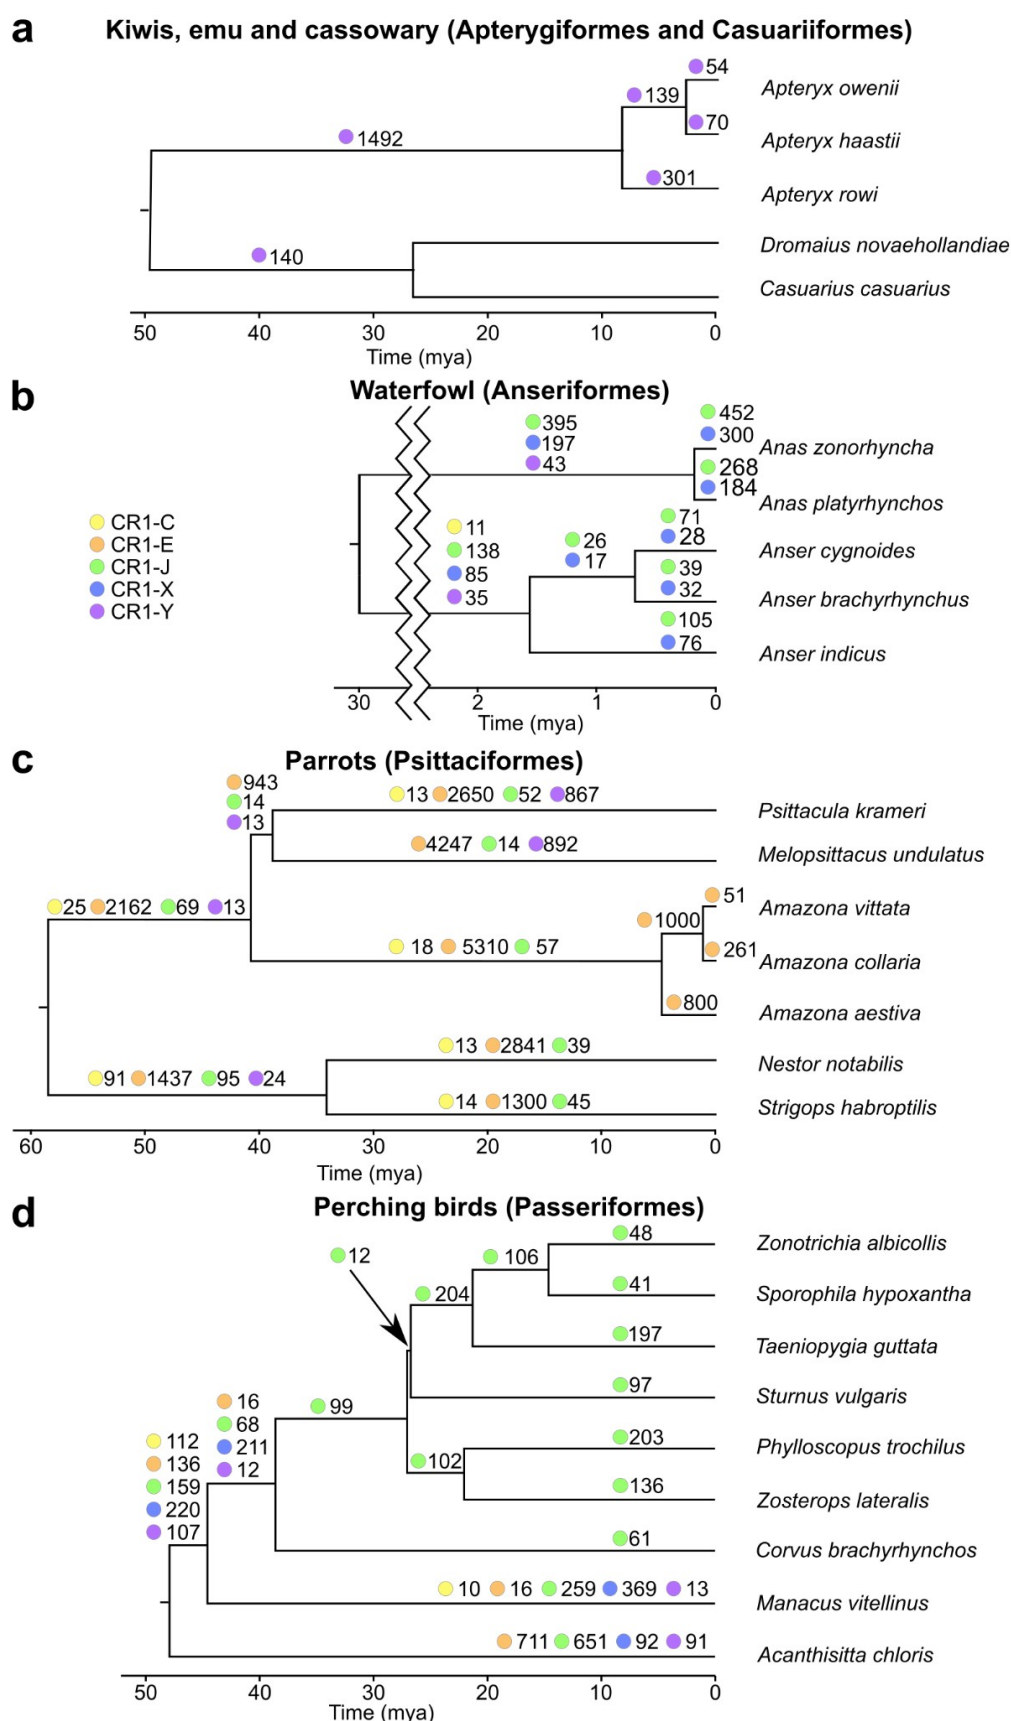 a Kiwis, emu and cassowary (Apterygiformes and Casuariiformes)
54
139 Apteryx owenii
70
1492 Apteryx haastii
301
Apteryx rowi
Dromaius novaehollandiae
140
Casuarius casuarius
50 40 30 20 10 0
Time (mya)
b Waterfowl (Anseriformes)
395 452
197 300 Anas zonorhyncha
43 268
184
Anas platyrhynchos
CR1-C 11 71
CR1-E 138 26 28 Anser cygnoides
CR1-J 85 17 39
CR1-X 35 32 Anser brachyrhynchus
CR1-Y 105
76 Anser indicus
30 2 1 0
Time (mya)
c Parrots (Psittaciformes)
943 13 2650 52 867
14 Psittacula krameri
13 4247 14 892 Melopsittacus undulatus
51
25 2162 69 13 1000 Amazona vittata
18 5310 57 261 Amazona collaria
800 Amazona aestiva
13 2841 39
Nestor notabilis
91 1437 95 24
14 1300 45 Strigops habroptilis
60 50 40 30 20 10 0
Time (mya)
d Perching birds (Passeriformes)
48
12 106 Zonotrichia albicollis
41
204 Sporophila hypoxantha
197
Taeniopygia guttata
97
16 99 Sturnus vulgaris
68
112 211 203
136 12 102 Phylloscopus trochilus
159 136
220 Zosterops lateralis
107 61
Corvus brachyrhynchos
10 16 259 369 13
Manacus vitellinus
711 651 92 91 Acanthisitta chloris
50 40 30 20 10 0
Time (mya)